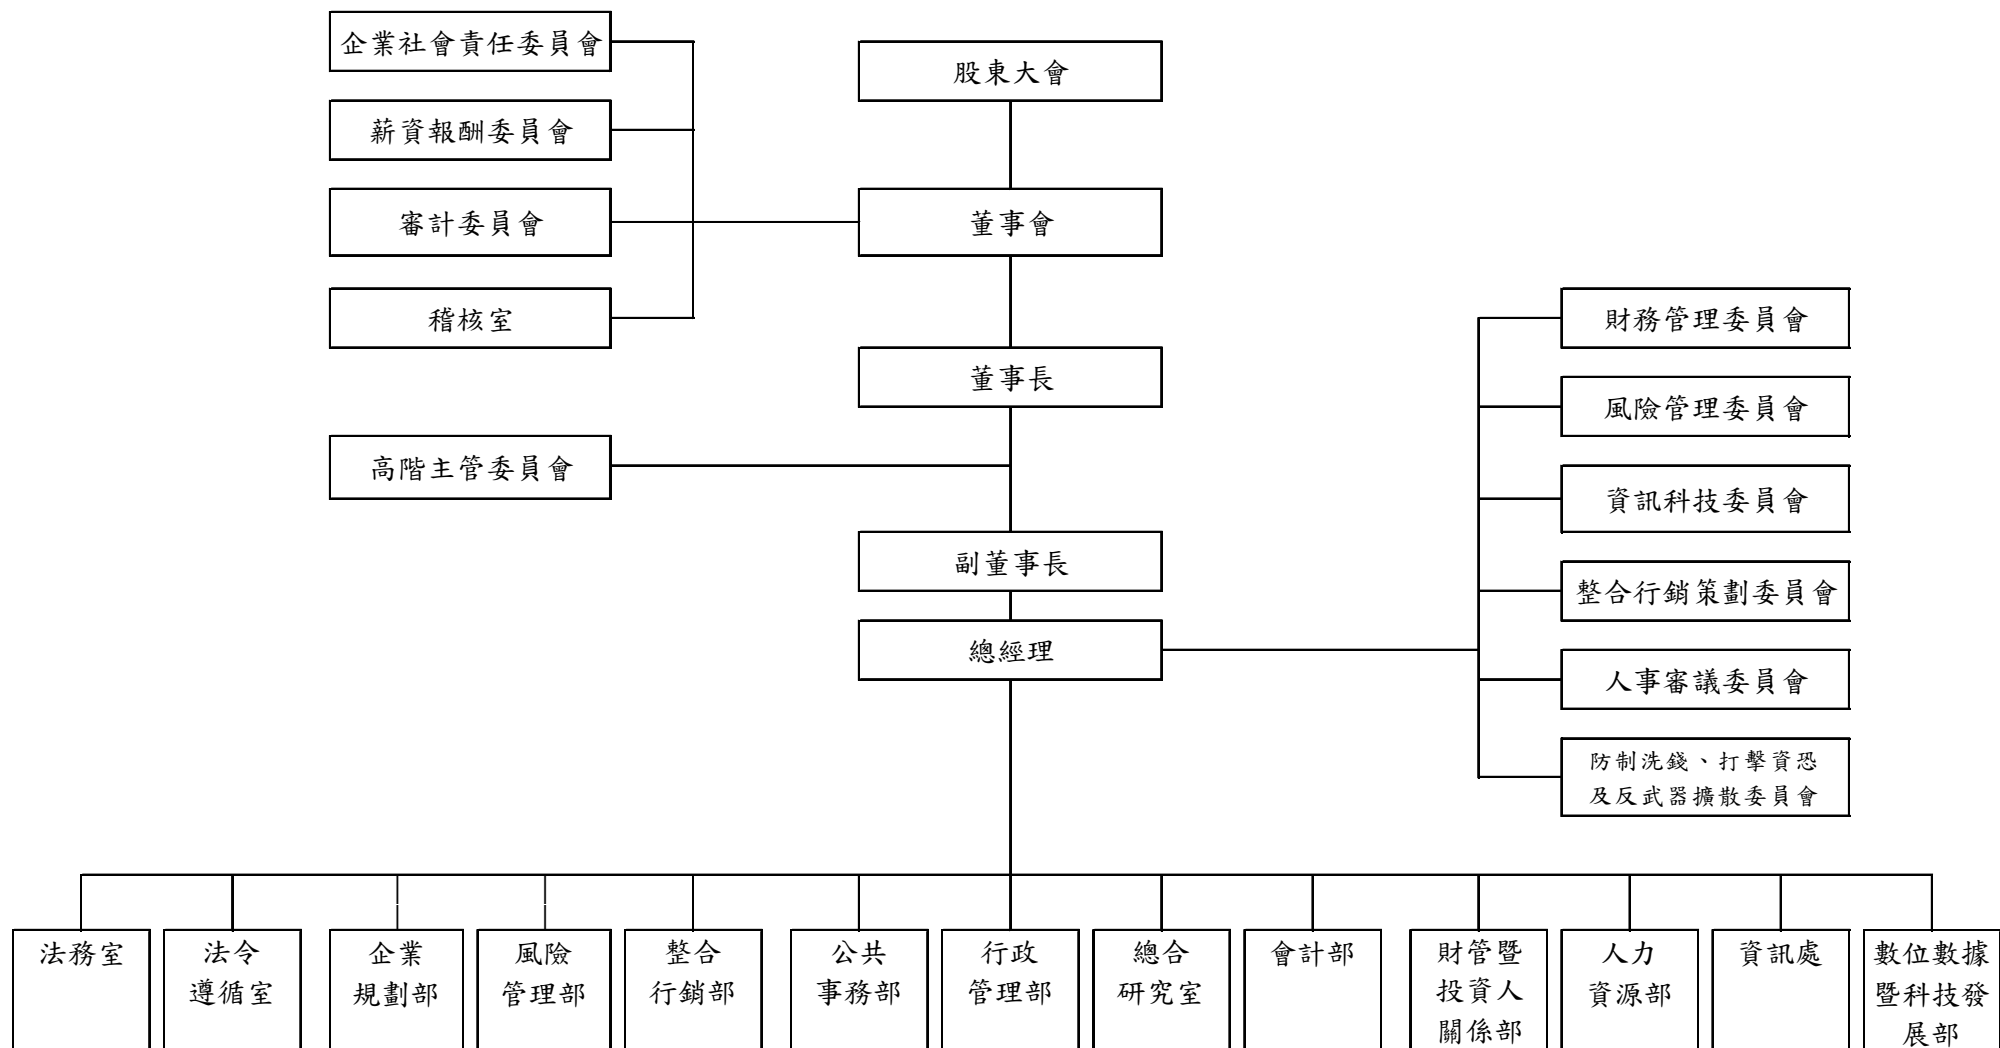 企業社會責任委員會
股東大會
薪資報酬委員會
審計委員會
董事會
稽核室
財務管理委員會
董事長
風險管理委員會
高階主管委員會
資訊科技委員會
副董事長
整合行銷策劃委員會
總經理
人事審議委員會
防制洗錢、打擊資恐
及反武器擴散委員會
法務室
法令
遵循室
企業
規劃部
風險
管理部
整合
行銷部
公共
事務部
行政
管理部
總合
研究室
會計部
財管暨
投資人
關係部
人力
資源部
資訊處
數位數據
暨科技發
展部